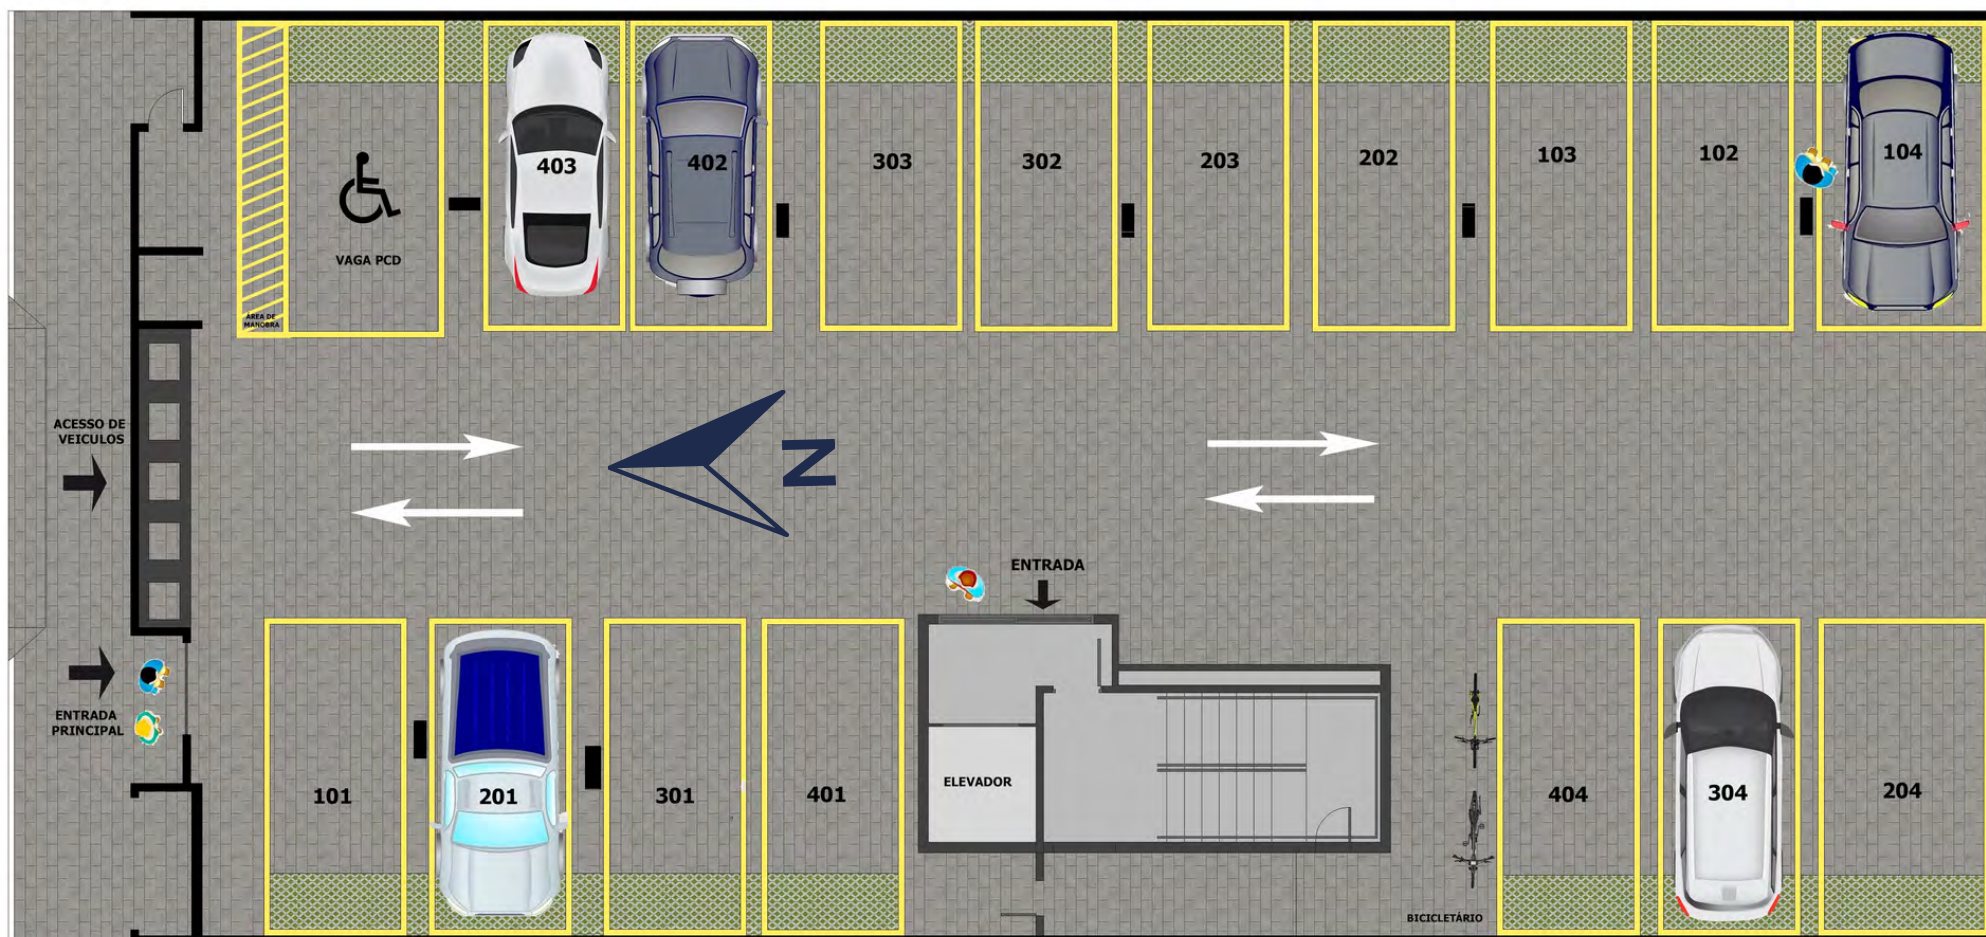 403
402
303
302
203
202
103
102
104
VAGA PCD
ÁREA DE
MANOBRA
ACESSO DE
VEICULOS
N
ENTRADA
ENTRADA
PRINCIPAL
101
201
301
401
ELEVADOR
404
304
204
BICICLETÁRIO